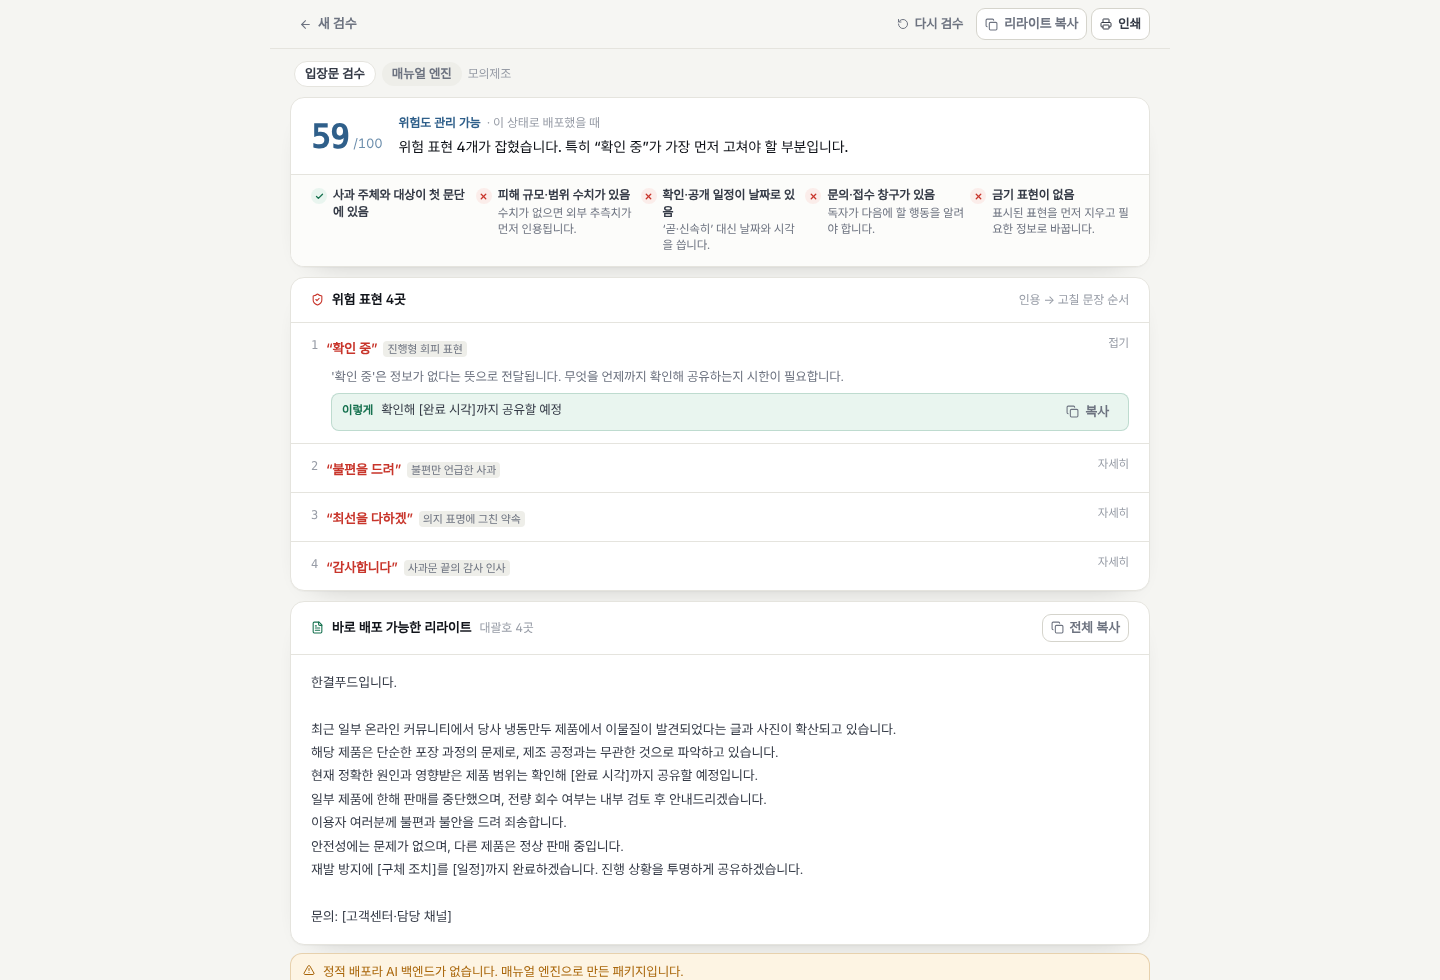 새 검수
다시 검수
리라이트 복사
인쇄
입장문 검수
매뉴얼 엔진
모의제조
59 /100
위험도 관리 가능 · 이 상태로 배포했을 때
위험 표현 4개가 잡혔습니다. 특히 “확인 중”가 가장 먼저 고쳐야 할 부분입니다.
사과 주체와 대상이 첫 문단
에 있음
피해 규모·범위 수치가 있음
수치가 없으면 외부 추측치가
먼저 인용됩니다.
확인·공개 일정이 날짜로 있
음
‘곧·신속히’ 대신 날짜와 시각
을 씁니다.
문의·접수 창구가 있음
독자가 다음에 할 행동을 알려
야 합니다.
금기 표현이 없음
표시된 표현을 먼저 지우고 필
요한 정보로 바꿉니다.
위험 표현 4곳
인용 → 고칠 문장 순서
1 “확인 중” 진행형 회피 표현
접기
'확인 중'은 정보가 없다는 뜻으로 전달됩니다. 무엇을 언제까지 확인해 공유하는지 시한이 필요합니다.
이렇게 확인해 [완료 시각]까지 공유할 예정
복사
2 “불편을 드려” 불편만 언급한 사과
자세히
3 “최선을 다하겠” 의지 표명에 그친 약속
자세히
4 “감사합니다” 사과문 끝의 감사 인사
자세히
바로 배포 가능한 리라이트 대괄호 4곳
전체 복사
한결푸드입니다.
최근 일부 온라인 커뮤니티에서 당사 냉동만두 제품에서 이물질이 발견되었다는 글과 사진이 확산되고 있습니다.
해당 제품은 단순한 포장 과정의 문제로, 제조 공정과는 무관한 것으로 파악하고 있습니다.
현재 정확한 원인과 영향받은 제품 범위는 확인해 [완료 시각]까지 공유할 예정입니다.
일부 제품에 한해 판매를 중단했으며, 전량 회수 여부는 내부 검토 후 안내드리겠습니다.
이용자 여러분께 불편과 불안을 드려 죄송합니다.
안전성에는 문제가 없으며, 다른 제품은 정상 판매 중입니다.
재발 방지에 [구체 조치]를 [일정]까지 완료하겠습니다. 진행 상황을 투명하게 공유하겠습니다.
문의: [고객센터·담당 채널]
정적 배포라 AI 백엔드가 없습니다. 매뉴얼 엔진으로 만든 패키지입니다.